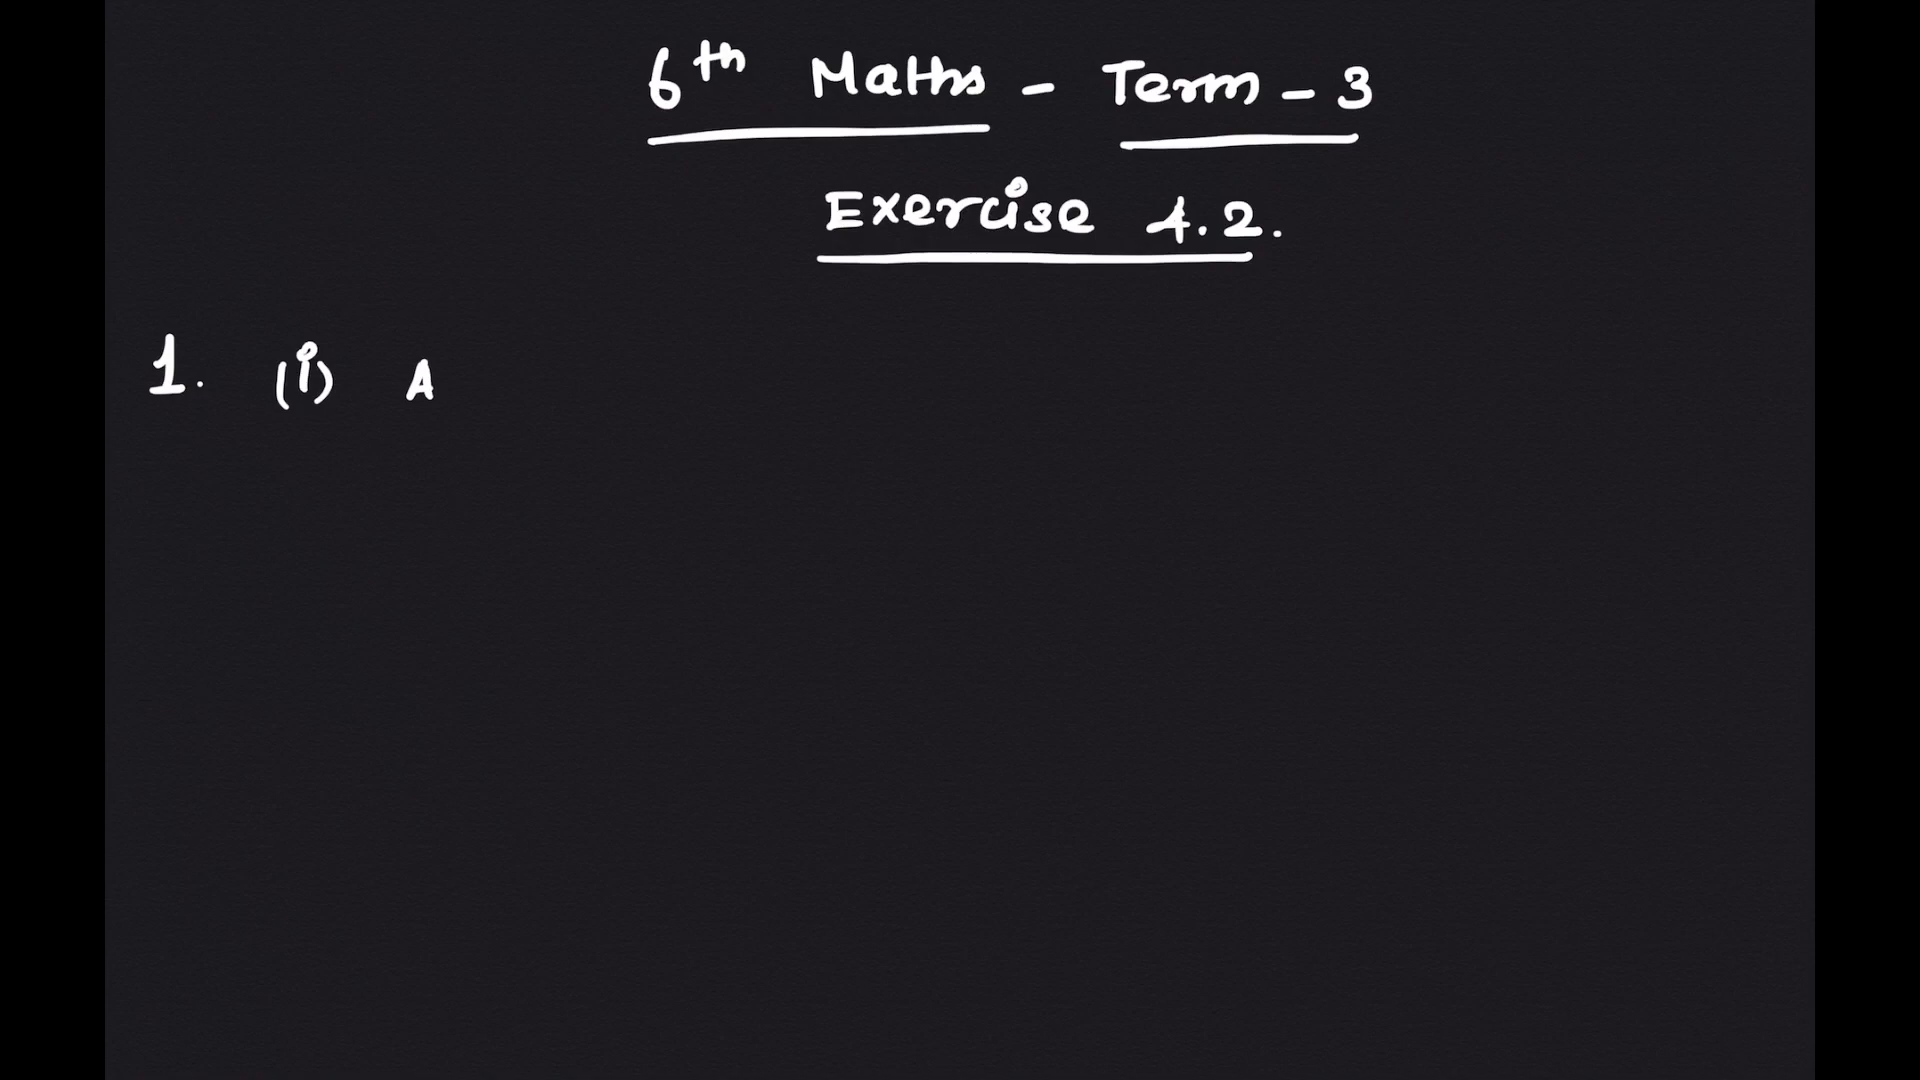 6th Maths - Term - 3
Exercise 4.2.
1. (i) A